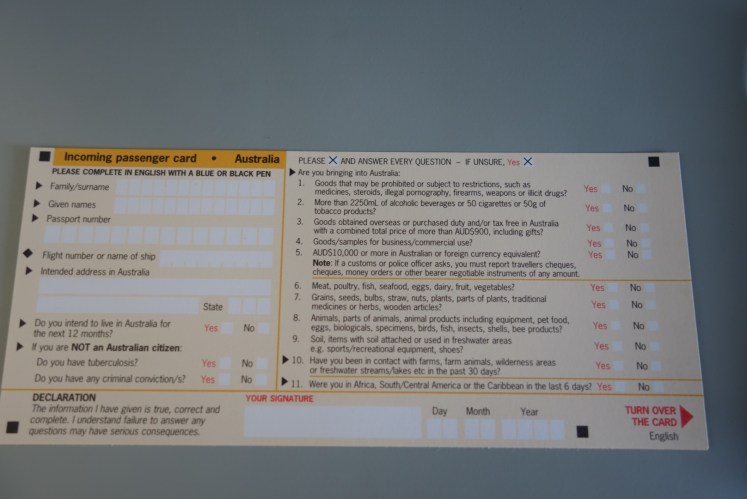 Incoming passenger card • Australia
PLEASE COMPLETE IN ENGLISH WITH A BLUE OR BLACK PEN
Family/surname
Given names
Passport number
Flight number or name of ship
Intended address in Australia
State
Do you intend to live in Australia for
the next 12 months?
Yes No
If you are NOT an Australian citizen:
Do you have tuberculosis? Yes No
Do you have any criminal conviction/s? Yes No
PLEASE X AND ANSWER EVERY QUESTION – IF UNSURE, Yes X
Are you bringing into Australia:
1. Goods that may be prohibited or subject to restrictions, such as
medicines, steroids, illegal pornography, firearms, weapons or illicit drugs? Yes No
2. More than 2250mL of alcoholic beverages or 50 cigarettes or 50g of
tobacco products? Yes No
3. Goods obtained overseas or purchased duty and/or tax free in Australia
with a combined total price of more than AUD$900, including gifts? Yes No
4. Goods/samples for business/commercial use? Yes No
5. AUD$10,000 or more in Australian or foreign currency equivalent? Yes No
Note: If a customs or police officer asks, you must report travellers cheques,
cheques, money orders or other bearer negotiable instruments of any amount.
6. Meat, poultry, fish, seafood, eggs, dairy, fruit, vegetables? Yes No
7. Grains, seeds, bulbs, straw, nuts, plants, parts of plants, traditional
medicines or herbs, wooden articles? Yes No
8. Animals, parts of animals, animal products including equipment, pet food,
eggs, biologicals, specimens, birds, fish, insects, shells, bee products? Yes No
9. Soil, items with soil attached or used in freshwater areas
e.g. sports/recreational equipment, shoes? Yes No
10. Have you been in contact with farms, farm animals, wilderness areas
or freshwater streams/lakes etc in the past 30 days? Yes No
11. Were you in Africa, South/Central America or the Caribbean in the last 6 days? Yes No
DECLARATION
The information I have given is true, correct and
complete. I understand failure to answer any
questions may have serious consequences.
YOUR SIGNATURE
Day Month Year
TURN OVER
THE CARD
English